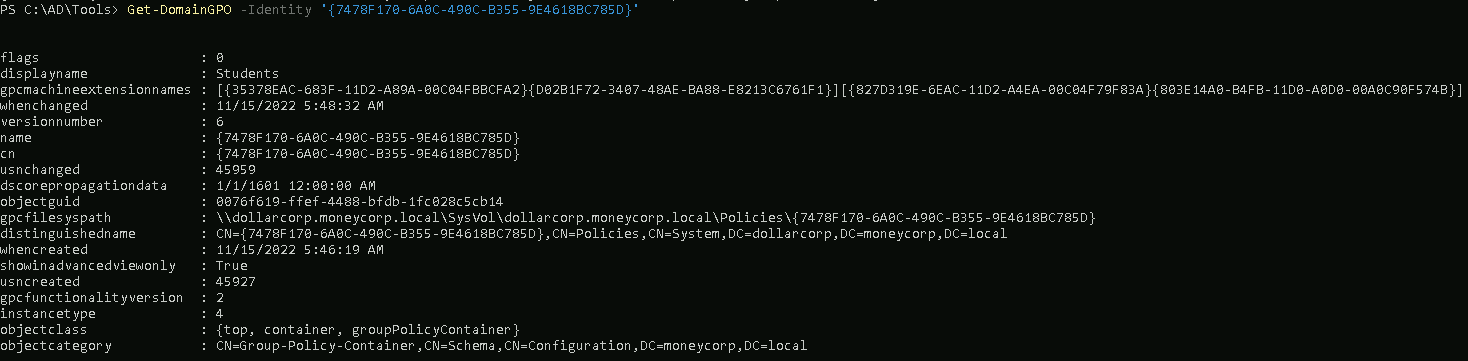 PS C:\AD\Tools> Get-DomainGPO -Identity '{7478F170-6A0C-490C-B355-9E4618BC785D}'
flags                    : 0
displayname              : Students
gpcmachineextensionnames : [{35378EAC-683F-11D2-A89A-00C04FBBCFA2}{D02B1F72-3407-48AE-BA88-E8213C6761F1}][{827D319E-6EAC-11D2-A4EA-00C04F79F83A}{803E14A0-B4FB-11D0-A0D0-00A0C90F574B}]
whenchanged              : 11/15/2022 5:48:32 AM
versionnumber            : 6
name                     : {7478F170-6A0C-490C-B355-9E4618BC785D}
cn                       : {7478F170-6A0C-490C-B355-9E4618BC785D}
usnchanged               : 45959
dscorepropagationdata    : 1/1/1601 12:00:00 AM
objectguid               : 0076f619-ffef-4488-bfdb-1fc028c5cb14
gpcfilesyspath           : \\dollarcorp.moneycorp.local\SysVol\dollarcorp.moneycorp.local\Policies\{7478F170-6A0C-490C-B355-9E4618BC785D}
distinguishedname        : CN={7478F170-6A0C-490C-B355-9E4618BC785D},CN=Policies,CN=System,DC=dollarcorp,DC=moneycorp,DC=local
whencreated              : 11/15/2022 5:46:19 AM
showinadvancedviewonly   : True
usncreated               : 45927
gpcfunctionalityversion  : 2
instancetype             : 4
objectclass              : {top, container, groupPolicyContainer}
objectcategory           : CN=Group-Policy-Container,CN=Schema,CN=Configuration,DC=moneycorp,DC=local